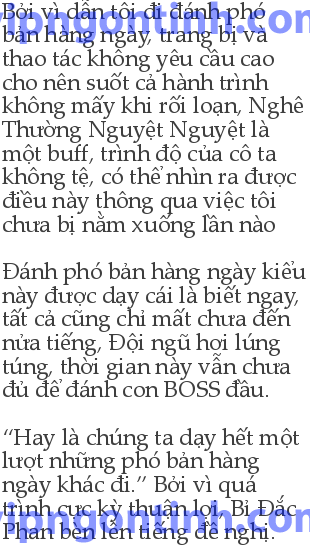 Bởi vì dẫn tôi đi đánh phó
bản hàng ngày, trang bị và
thao tác không yêu cầu cao
cho nên suốt cả hành trình
không mấy khi rối loạn, Nghê
Thường Nguyệt Nguyệt là
một buff, trình độ của cô ta
không tệ, có thể nhìn ra được
điều này thông qua việc tôi
chưa bị nằm xuống lần nào
Đánh phó bản hàng ngày kiểu
này được dạy cái là biết ngay,
tất cả cũng chỉ mất chưa đến
nửa tiếng, Đội ngũ hơi lúng
túng, thời gian này vẫn chưa
đủ để đánh con BOSS đầu.
“Hay là chúng ta dạy hết một
lượt những phó bản hàng
ngày khác đi.” Bởi vì quá
trình cực kỳ thuận lợi, Bỉ Đắc
Phan bèn lên tiếng đề nghị.
vipngontinh.com
vipngontinh.com